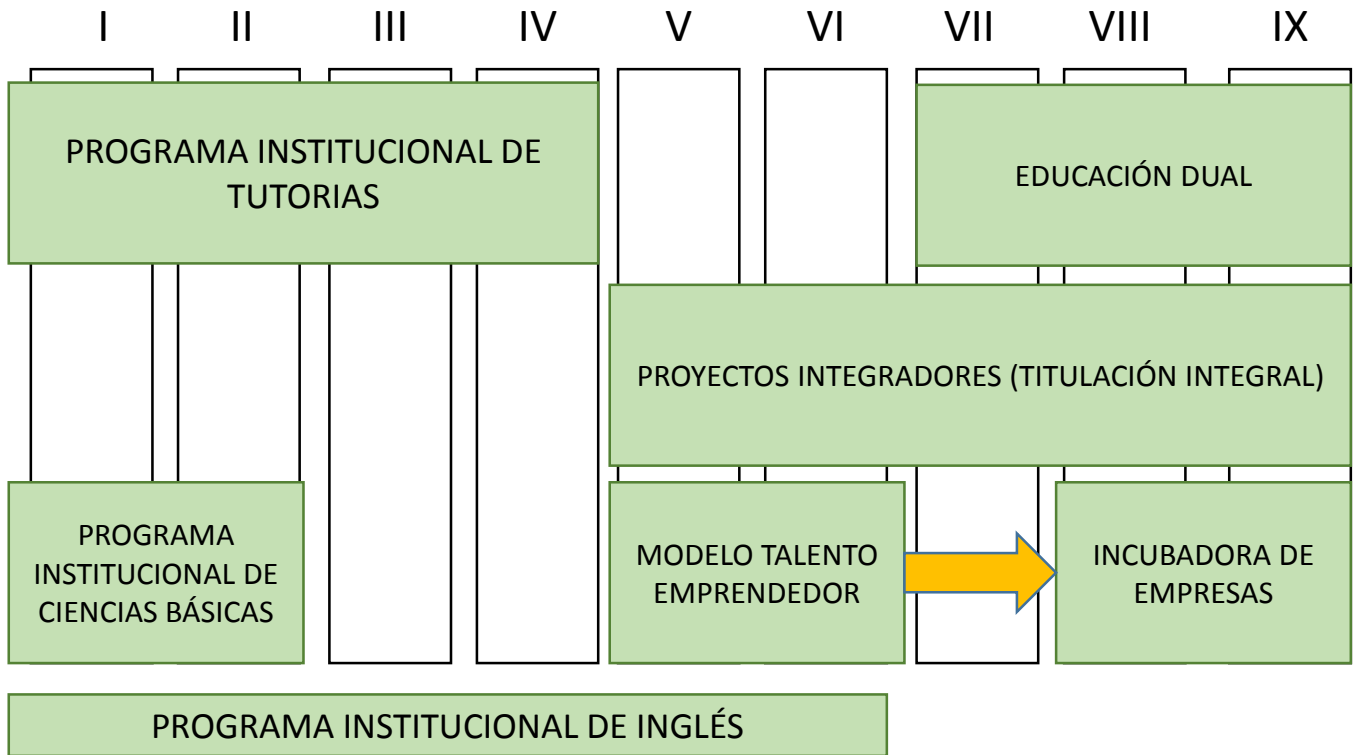 I II III IV V VI VII VIII IX
PROGRAMA INSTITUCIONAL DE
TUTORIAS
EDUCACIÓN DUAL
PROYECTOS INTEGRADORES (TITULACIÓN INTEGRAL)
PROGRAMA
INSTITUCIONAL DE
CIENCIAS BÁSICAS
MODELO TALENTO
EMPRENDEDOR
INCUBADORA DE
EMPRESAS
PROGRAMA INSTITUCIONAL DE INGLÉS